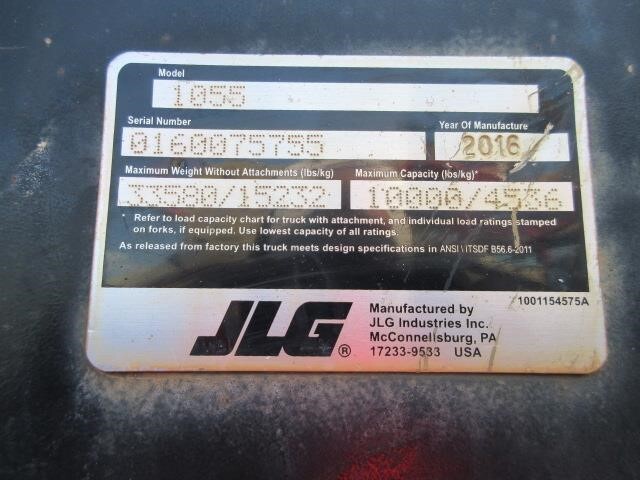 Model
1055
Serial Number
0160075755
Year Of Manufacture
2016
Maximum Weight Without Attachments (lbs/kg)
33580/15232
Maximum Capacity (lbs/kg)*
10000/4536
* Refer to load capacity chart for truck with attachment, and individual load ratings stamped
on forks, if equipped. Use lowest capacity of all ratings.
As released from factory this truck meets design specifications in ANSI \ ITSDF B56.6-2011
JLG®
Manufactured by
JLG Industries Inc.
McConnellsburg, PA
17233-9533 USA
1001154575A